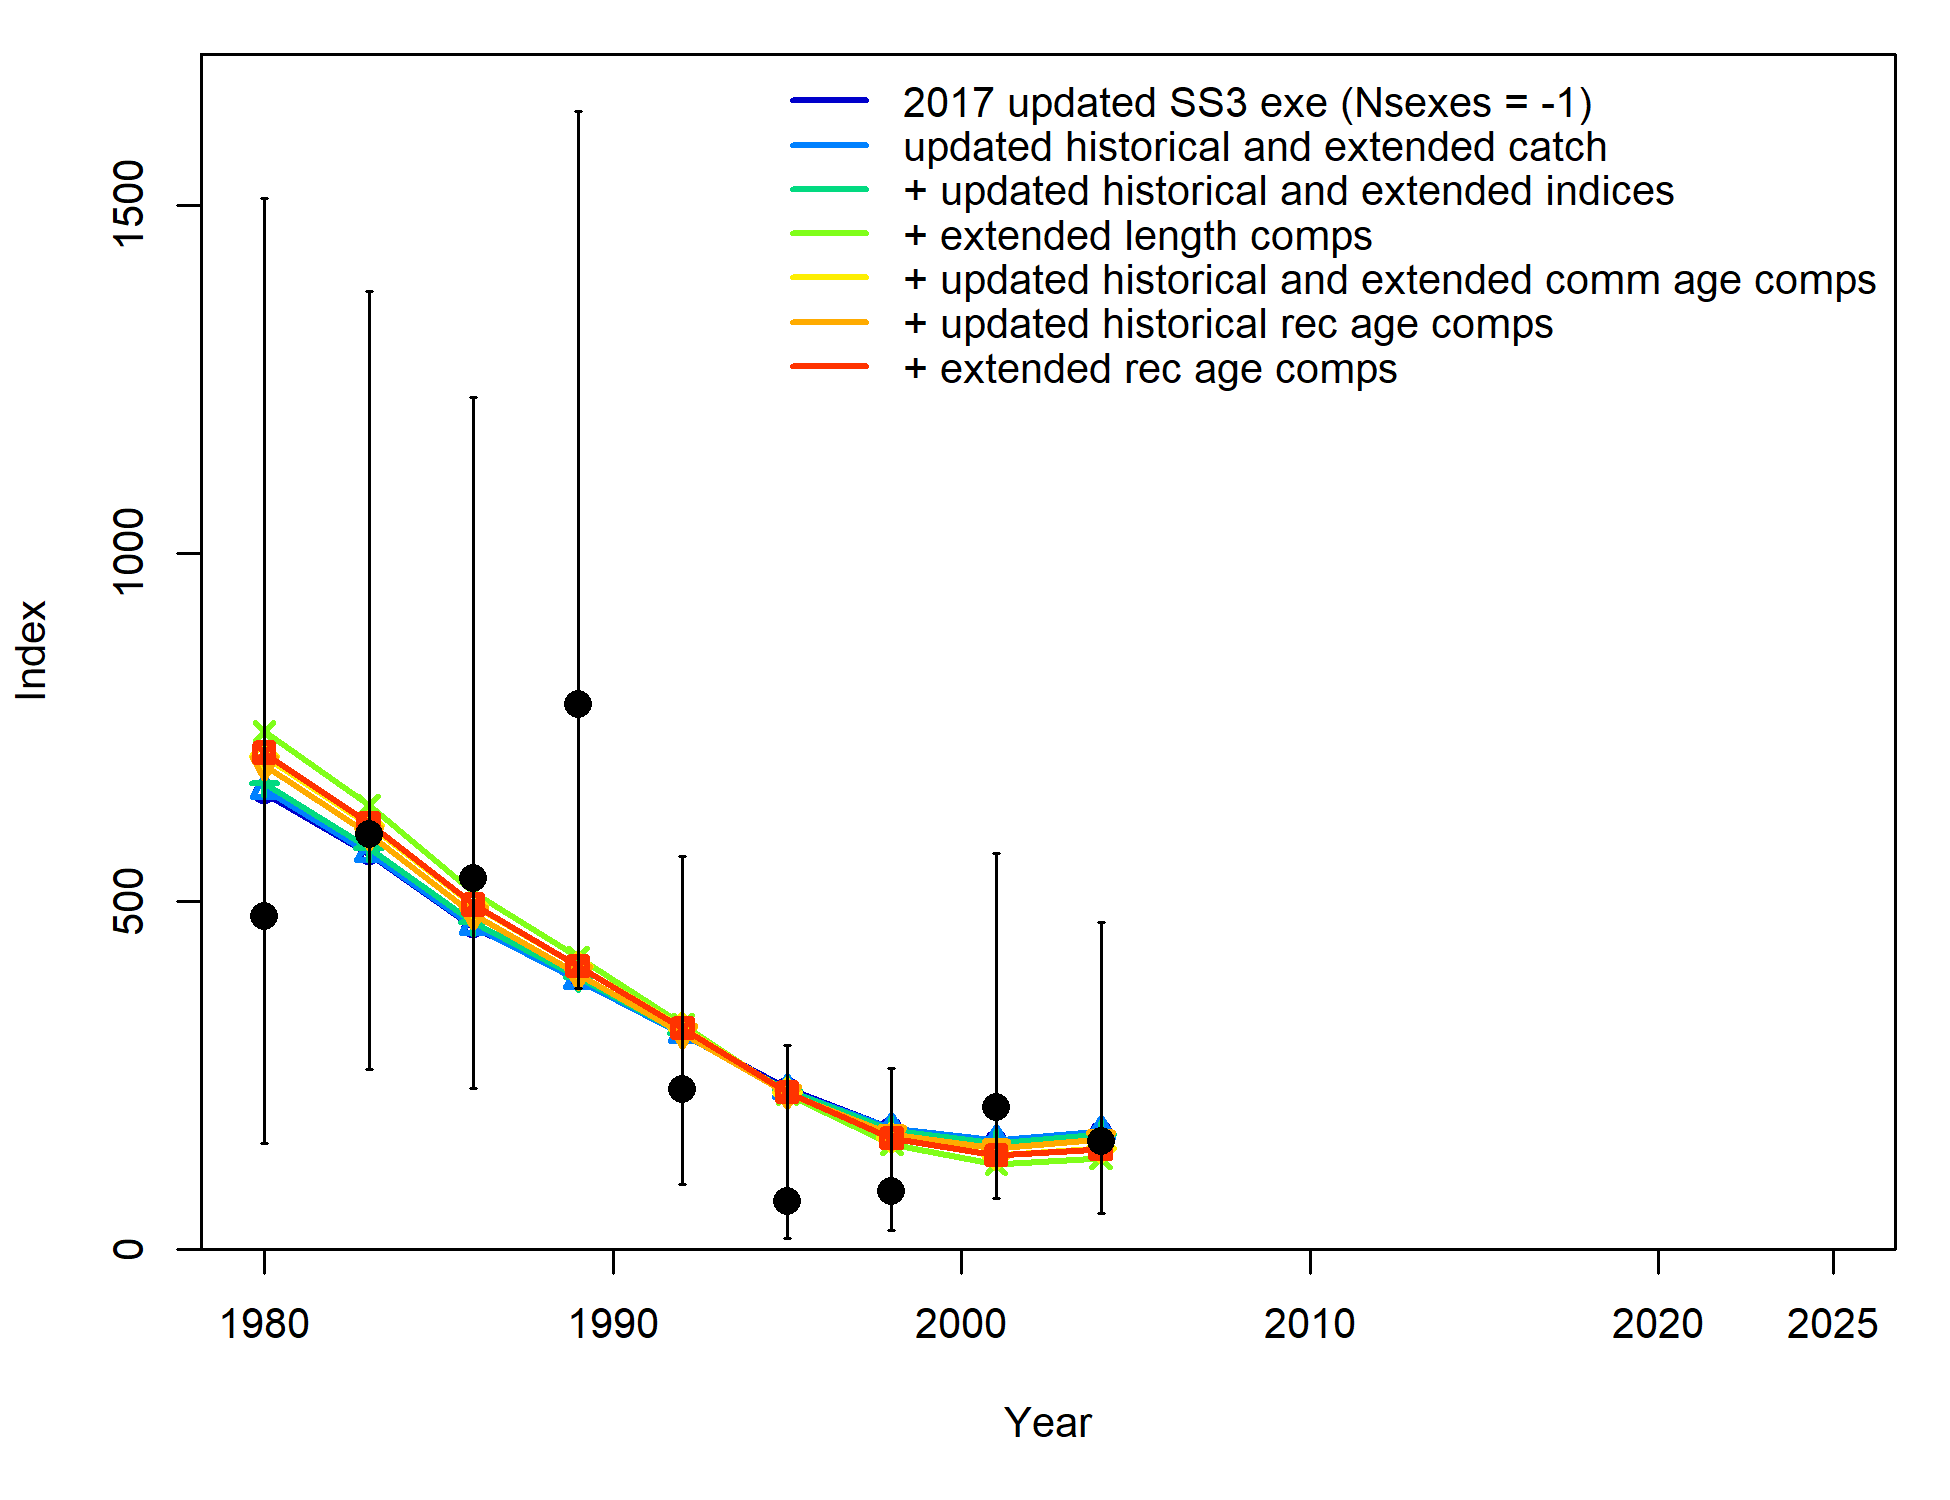 2017 updated SS3 exe (Nsexes = -1)
updated historical and extended catch
+ updated historical and extended indices
+ extended length comps
+ updated historical and extended comm age comps
+ updated historical rec age comps
+ extended rec age comps
1500
1000
500
0
Index
1980 1990 2000 2010 2020 2025
Year